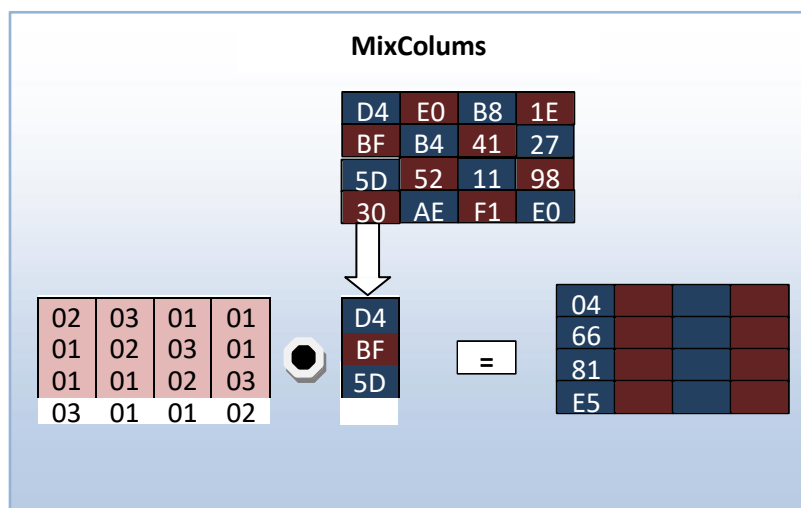 MixColums
D4 E0 B8 1E
BF B4 41 27
5D 52 11 98
30 AE F1 E0
02 03 01 01
01 02 03 01
01 01 02 03
03 01 01 02
D4
BF
5D
=
04
66
81
E5